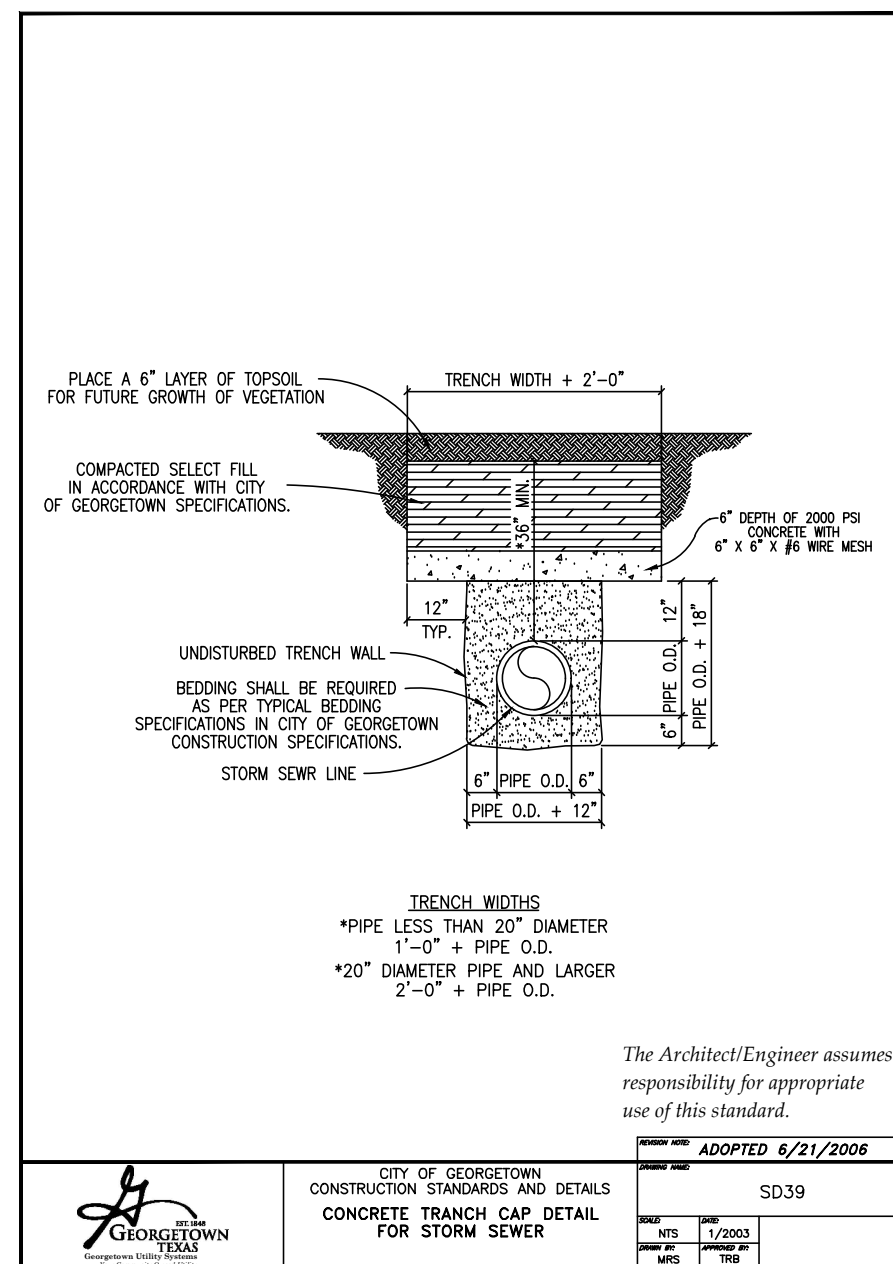 PLACE A 6" LAYER OF TOPSOIL
FOR FUTURE GROWTH OF VEGETATION
TRENCH WIDTH + 2'-0"
COMPACTED SELECT FILL
IN ACCORDANCE WITH CITY
OF GEORGETOWN SPECIFICATIONS.
*36" MIN.
6" DEPTH OF 2000 PSI
CONCRETE WITH
6" X 6" X #6 WIRE MESH
12"
TYP.
12"
PIPE O.D.
6"
PIPE O.D. + 18"
UNDISTURBED TRENCH WALL
BEDDING SHALL BE REQUIRED
AS PER TYPICAL BEDDING
SPECIFICATIONS IN CITY OF GEORGETOWN
CONSTRUCTION SPECIFICATIONS.
STORM SEWR LINE
6" PIPE O.D. 6"
PIPE O.D. + 12"
TRENCH WIDTHS
*PIPE LESS THAN 20" DIAMETER
1'-0" + PIPE O.D.
*20" DIAMETER PIPE AND LARGER
2'-0" + PIPE O.D.
The Architect/Engineer assumes
responsibility for appropriate
use of this standard.
REVISION NOTE: ADOPTED 6/21/2006
EST. 1848
GEORGETOWN
TEXAS
Georgetown Utility Systems
CITY OF GEORGETOWN
CONSTRUCTION STANDARDS AND DETAILS
CONCRETE TRANCH CAP DETAIL
FOR STORM SEWER
DRAWING NAME:
SD39
SCALE: DATE:
NTS 1/2003
DRAWN BY: APPROVED BY:
MRS TRB